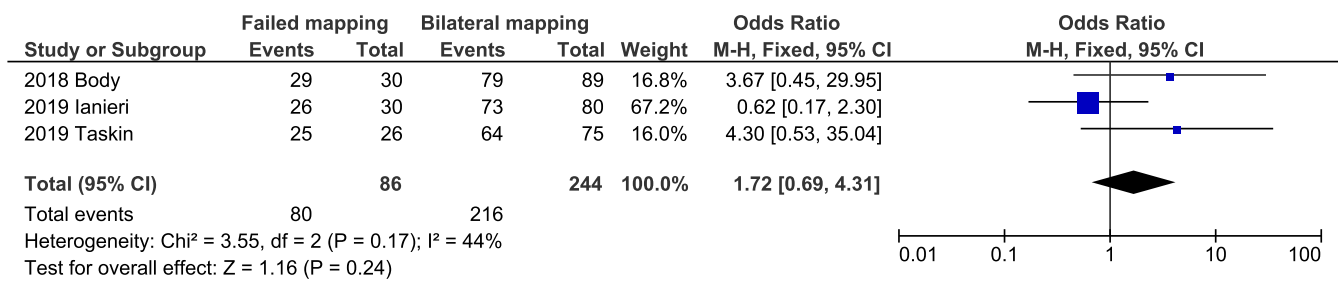 Failed mapping Bilateral mapping Odds Ratio Odds Ratio
Study or Subgroup Events Total Events Total Weight M-H, Fixed, 95% CI M-H, Fixed, 95% CI
2018 Body 29 30 79 89 16.8% 3.67 [0.45, 29.95]
2019 Ianieri 26 30 73 80 67.2% 0.62 [0.17, 2.30]
2019 Taskin 25 26 64 75 16.0% 4.30 [0.53, 35.04]
Total (95% CI) 86 244 100.0% 1.72 [0.69, 4.31]
Total events 80 216
Heterogeneity: Chi² = 3.55, df = 2 (P = 0.17); I² = 44%
0.01 0.1 1 10 100
Test for overall effect: Z = 1.16 (P = 0.24)